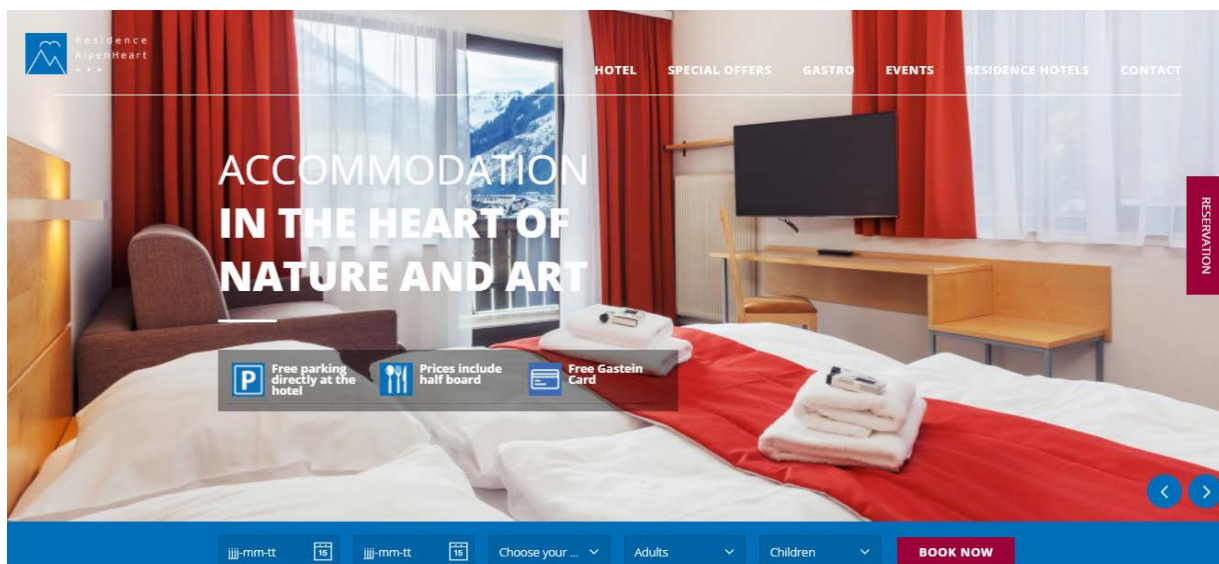 Residence
AlpenHeart
HOTEL SPECIAL OFFERS GASTRO EVENTS RESIDENCE HOTELS CONTACT
ACCOMMODATION
IN THE HEART OF
NATURE AND ART
RESERVATION
P
Free parking
directly at the
hotel
Prices include
half board
Free Gastein
Card
jjjj-mm-tt 15 jjjj-mm-tt 15 Choose your ... Adults Children BOOK NOW